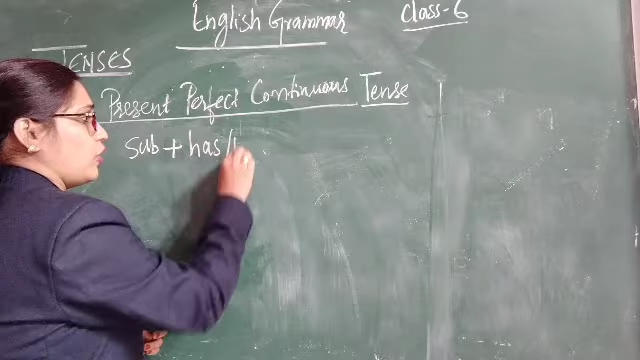 English Grammar
Class-6
TENSES
Present Perfect Continuous Tense
Sub + has/